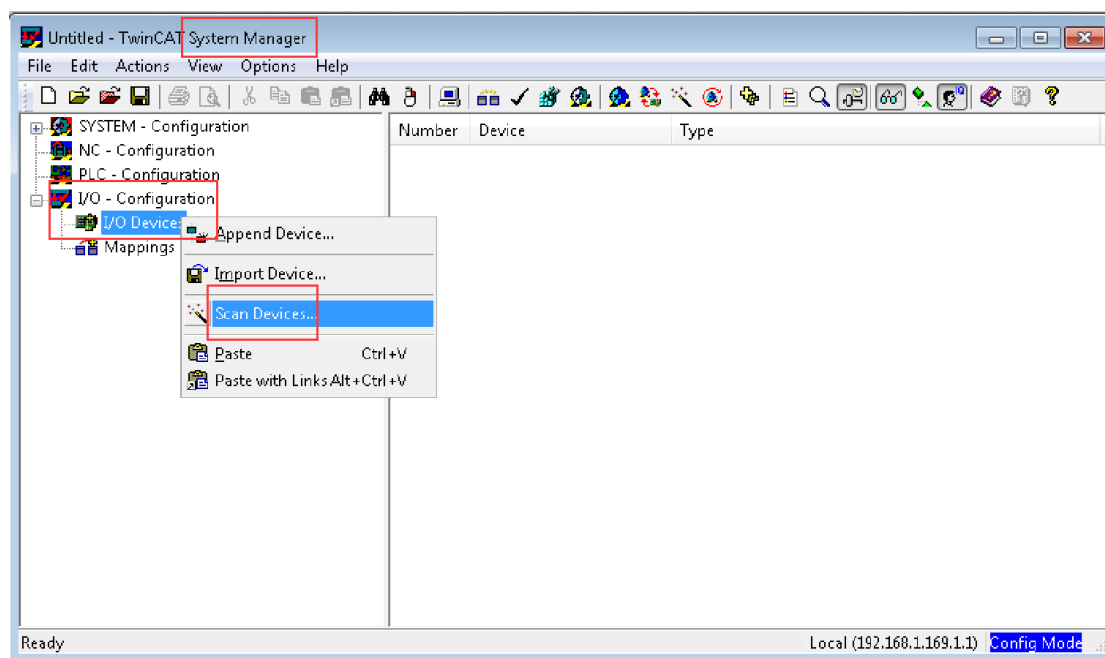 Untitled - TwinCAT System Manager
File Edit Actions View Options Help
SYSTEM - Configuration
NC - Configuration
PLC - Configuration
I/O - Configuration
I/O Devices
Mappings
Number Device Type
Append Device...
Import Device...
Scan Devices...
Paste Ctrl+V
Paste with Links Alt+Ctrl+V
Ready Local (192.168.1.169.1.1) Config Mode